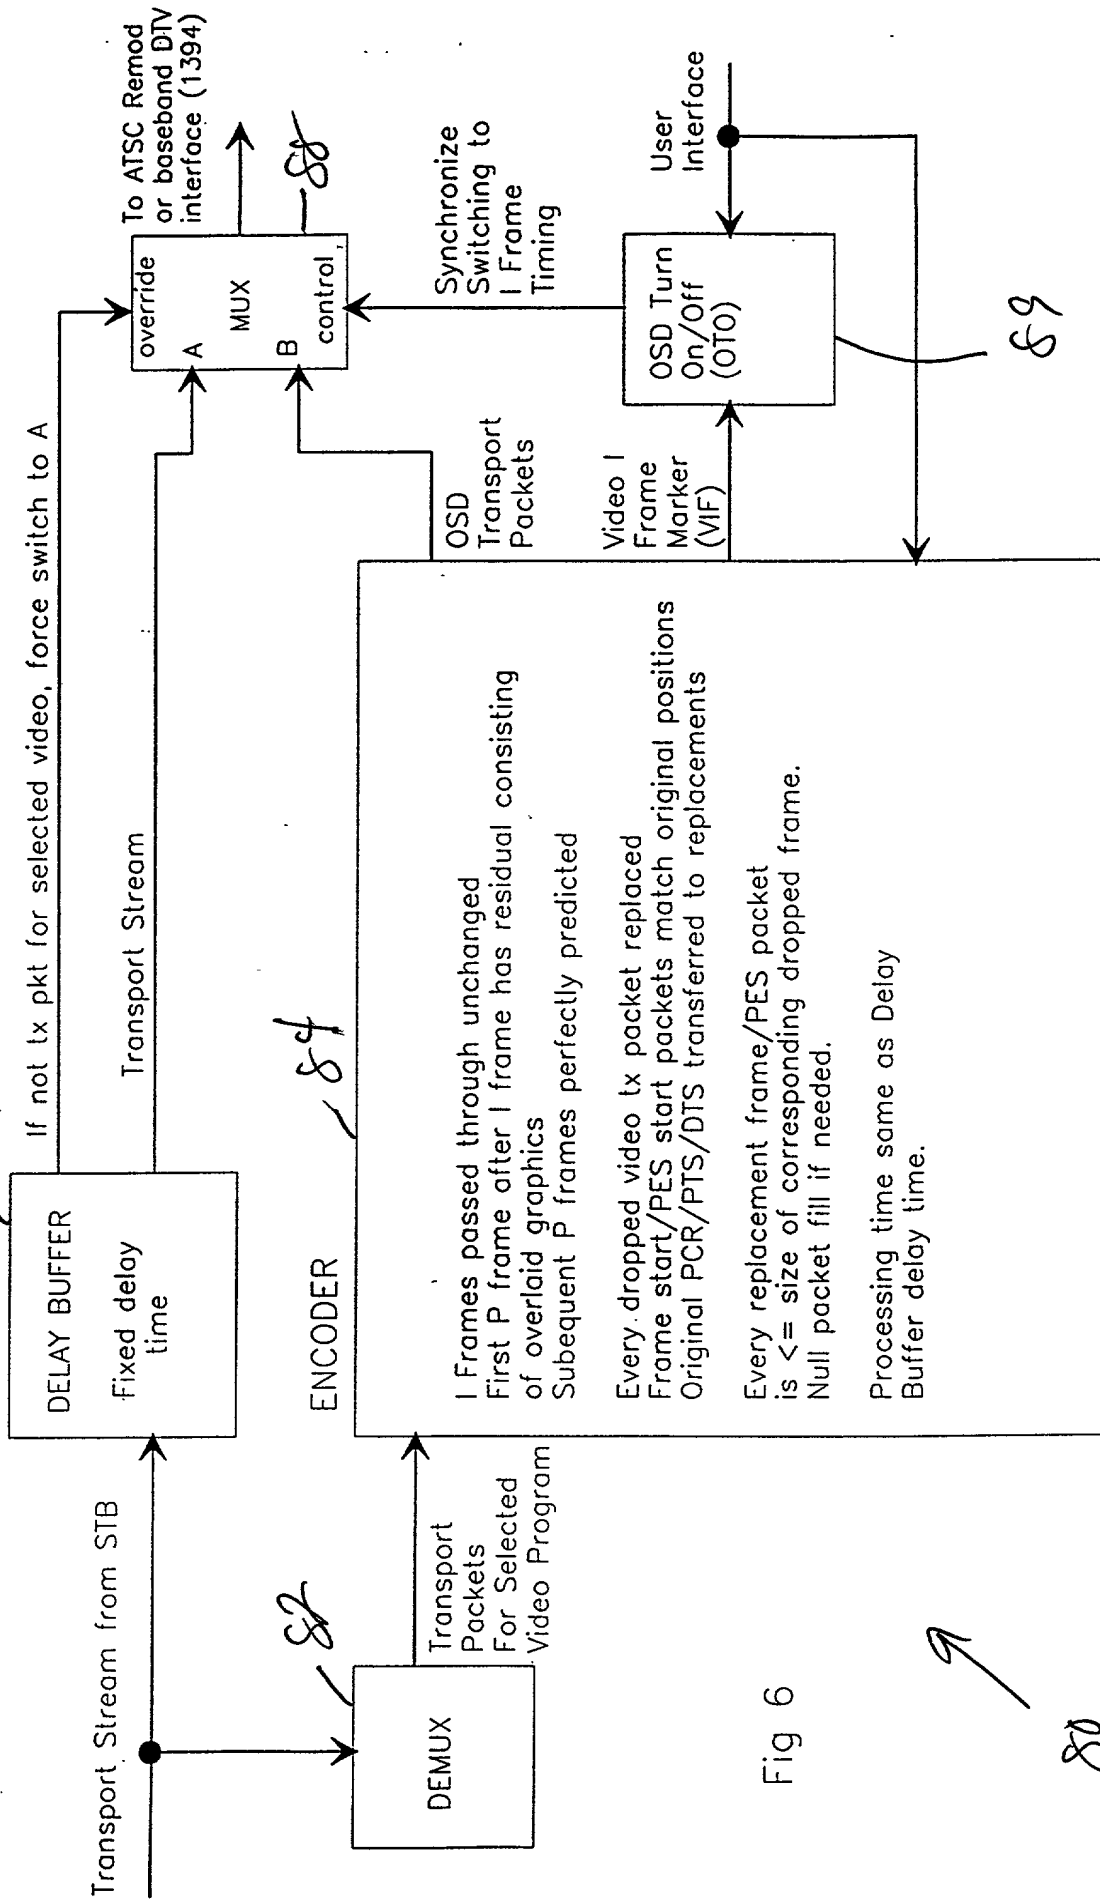 Transport Stream from STB
DELAY BUFFER
Fixed delay
time
If not tx pkt for selected video, force switch to A
Transport Stream
override
A
MUX
B
control,
To ATSC Remod
or baseband DTV
interface (1394)
88
82
DEMUX
Transport
Packets
For Selected
Video Program
ENCODER
84
I Frames passed through unchanged
First P frame after I frame has residual consisting
of overlaid graphics
Subequent P frames perfectly predicted
Every dropped video tx packet replaced
Frame start/PES start packets match original positions
Original PCR/PTS/DTS transferred to replacements
Every replacement frame/PES packet
is <= size of corresponding dropped frame.
Null packet fill if needed.
Processing time same as Delay
Buffer delay time.
OSD
Transport
Packets
Video I
Frame
Marker
(VIF)
Synchronize
Switching to
I Frame
Timing
OSD Turn
On/Off
(OTO)
User
Interface
89
Fig 6
80